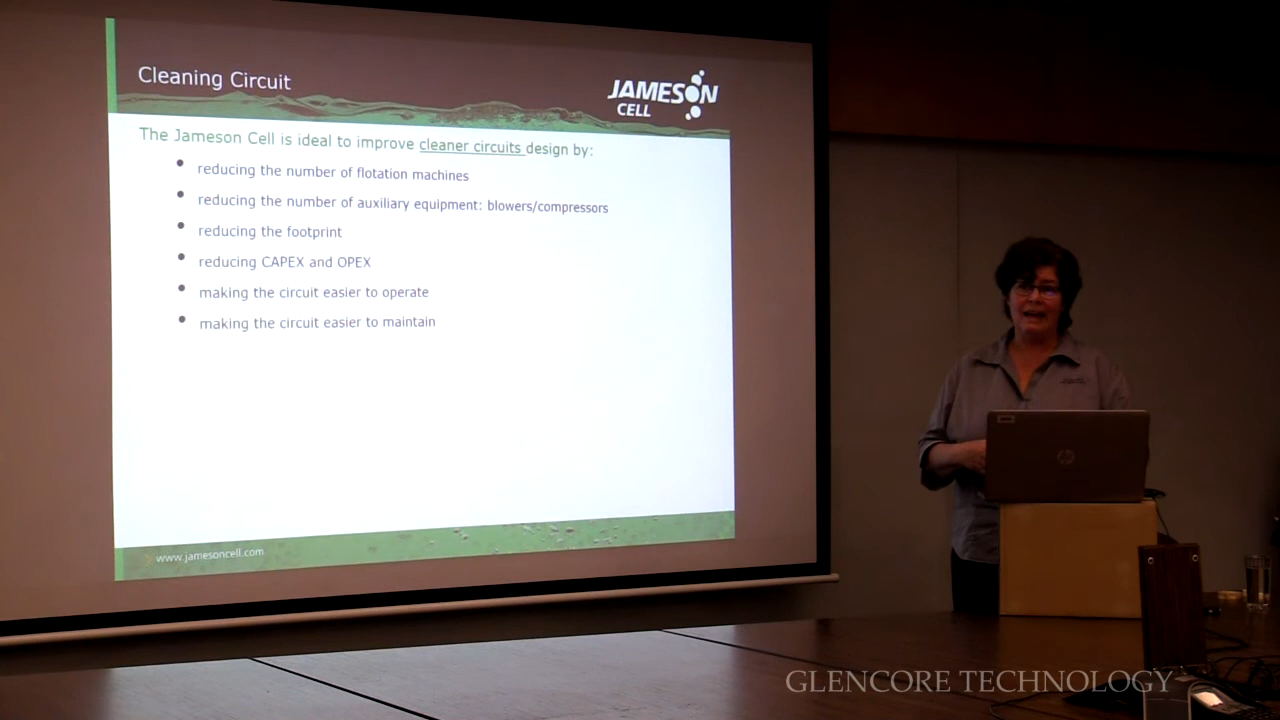 Cleaning Circuit
JAMESON
CELL
The Jameson Cell is ideal to improve cleaner circuits design by:
• reducing the number of flotation machines
• reducing the number of auxiliary equipment: blowers/compressors
• reducing the footprint
• reducing CAPEX and OPEX
• making the circuit easier to operate
• making the circuit easier to maintain
www.jamesoncell.com
hp
GLENCORE TECHNOLOGY